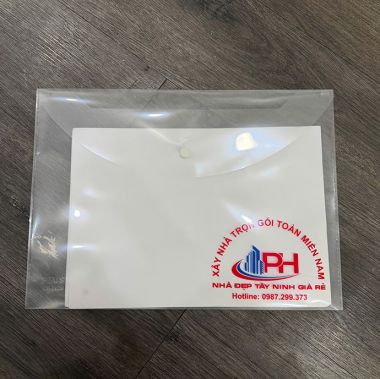 XÂY NHÀ TRỌN GÓI TOÀN MIỀN NAM
PH
NHÀ ĐẸP TÂY NINH GIÁ RẺ
Hotline: 0987.299.373